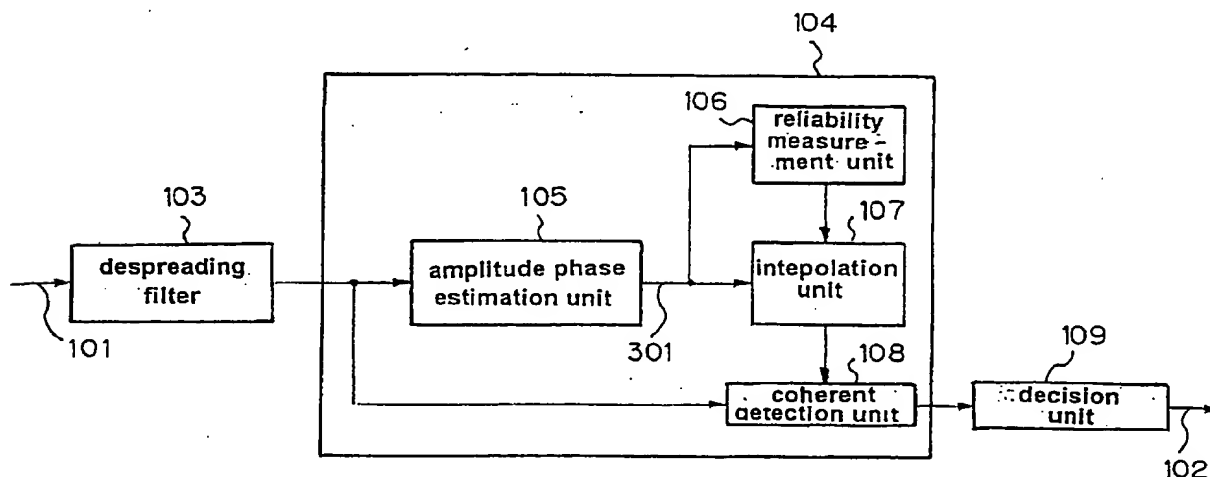 104
106
reliability
measure-
ment unit
103
105
107
despreading
filter
amplitude phase
estimation unit
intepolation
unit
101
301
108
109
coherent
detection unit
decision
unit
102